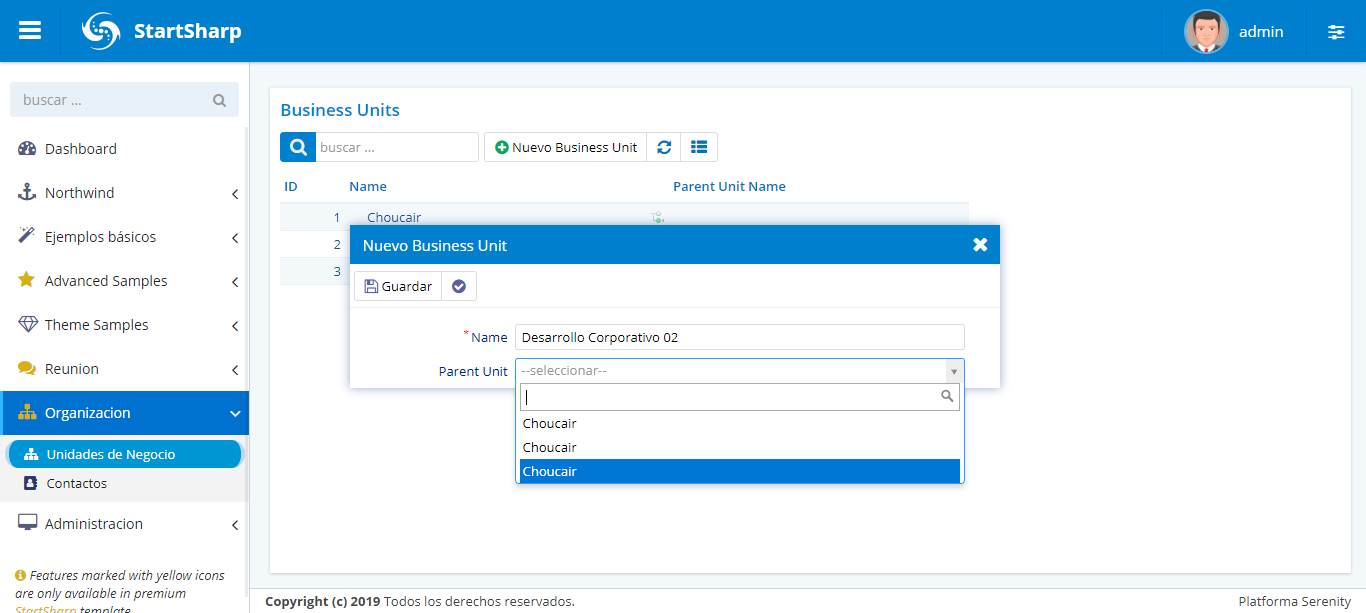 StartSharp
admin
buscar ...
Dashboard
Northwind
Ejemplos básicos
Advanced Samples
Theme Samples
Reunion
Organizacion
Unidades de Negocio
Contactos
Administracion
Features marked with yellow icons
are only available in premium
StartSharp template
Business Units
buscar ...
Nuevo Business Unit
ID Name Parent Unit Name
1 Choucair
2
3
Nuevo Business Unit
Guardar
* Name Desarrollo Corporativo 02
Parent Unit --seleccionar--
Choucair
Choucair
Choucair
Copyright (c) 2019 Todos los derechos reservados.
Platforma Serenity